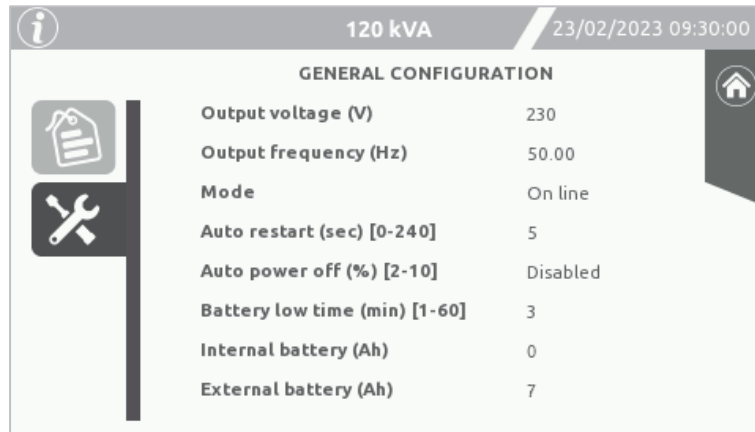 120 kVA 23/02/2023 09:30:00
GENERAL CONFIGURATION
Output voltage (V) 230
Output frequency (Hz) 50.00
Mode On line
Auto restart (sec) [0-240] 5
Auto power off (%) [2-10] Disabled
Battery low time (min) [1-60] 3
Internal battery (Ah) 0
External battery (Ah) 7